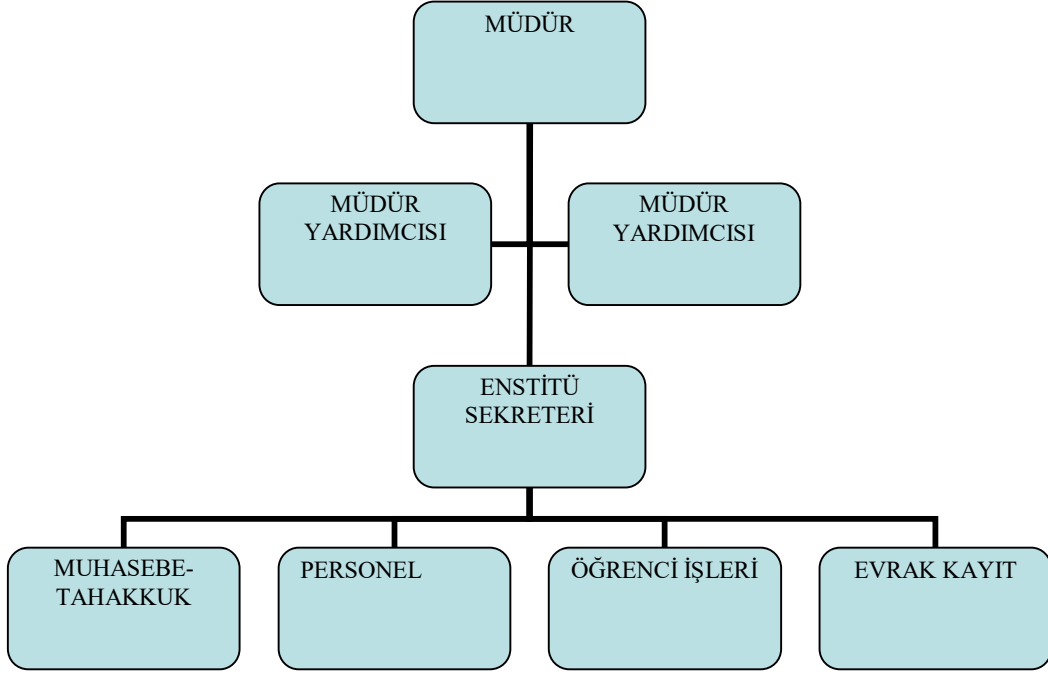 MÜDÜR
MÜDÜR
YARDIMCISI
MÜDÜR
YARDIMCISI
ENSTİTÜ
SEKRETERİ
MUHASEBE-
TAHAKKUK
PERSONEL
ÖĞRENCİ İŞLERİ
EVRAK KAYIT